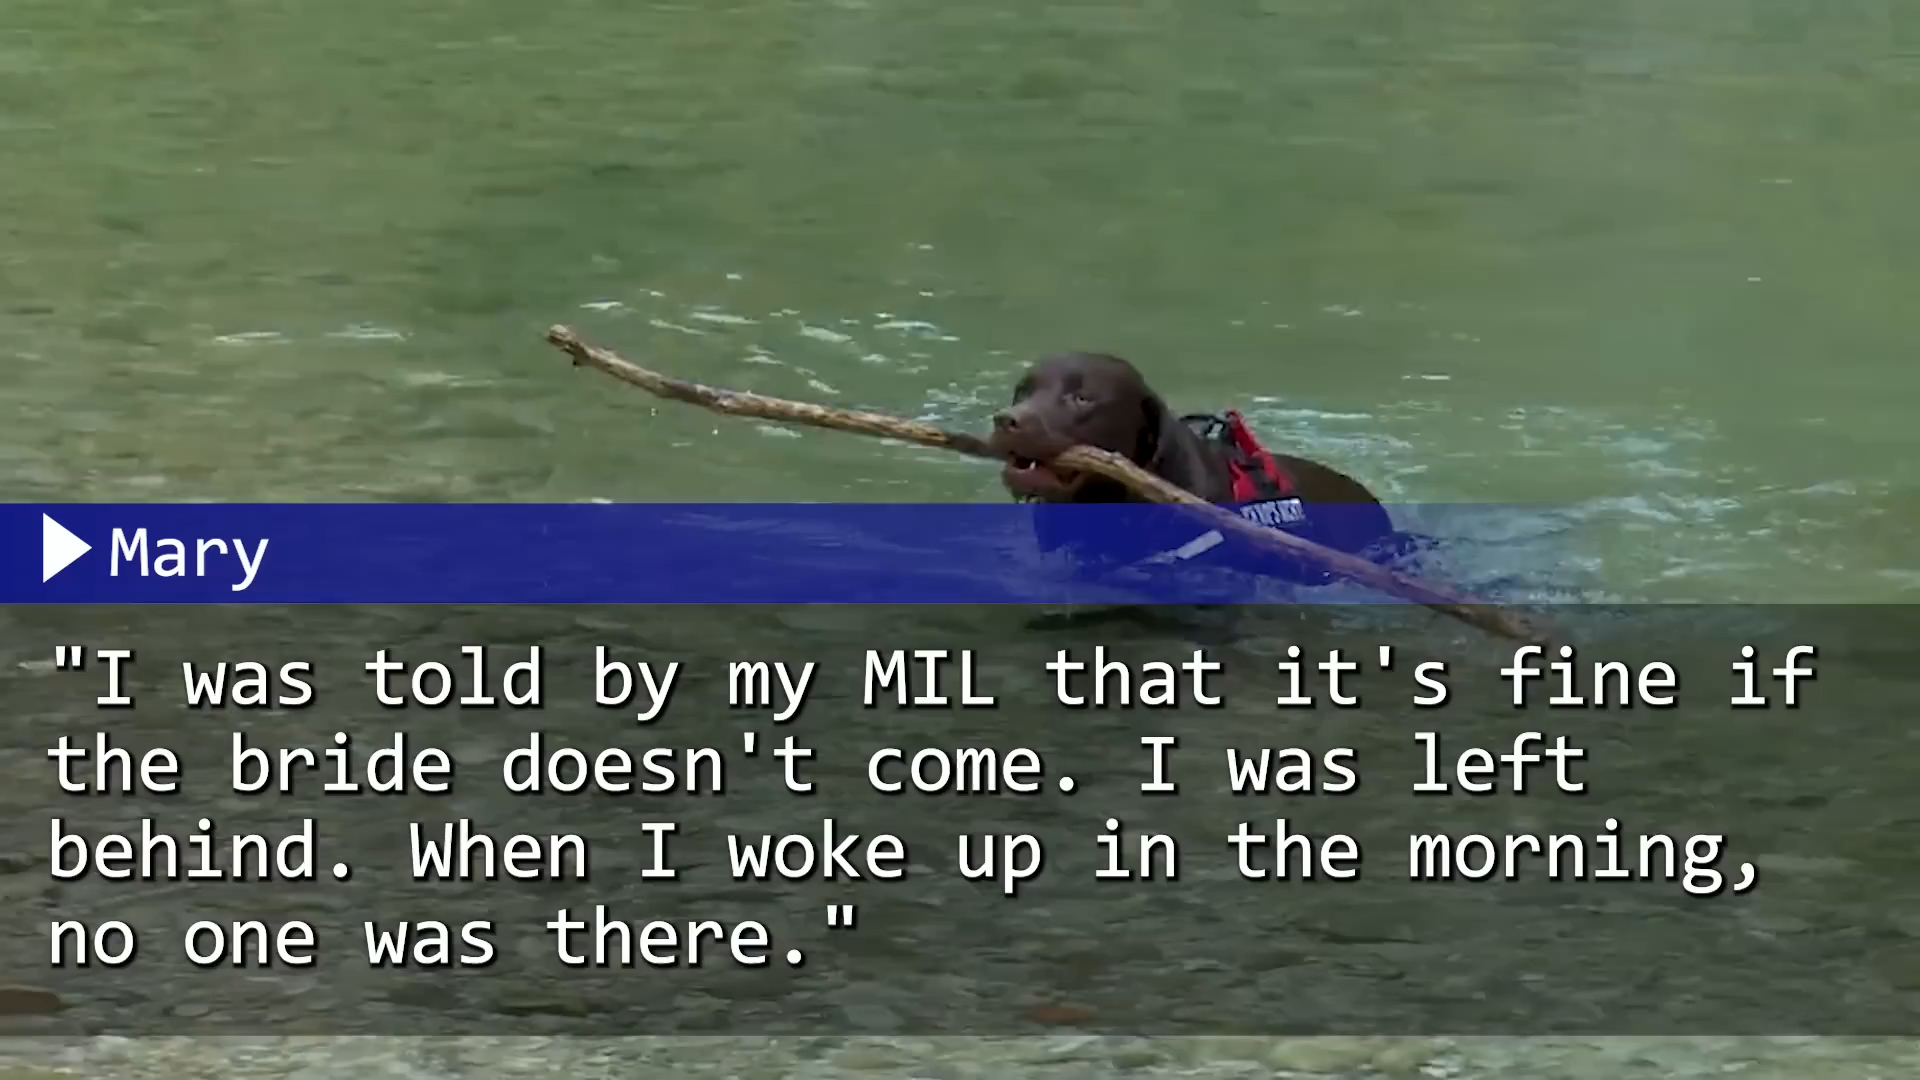 Mary
"I was told by my MIL that it's fine if
the bride doesn't come. I was left
behind. When I woke up in the morning,
no one was there."